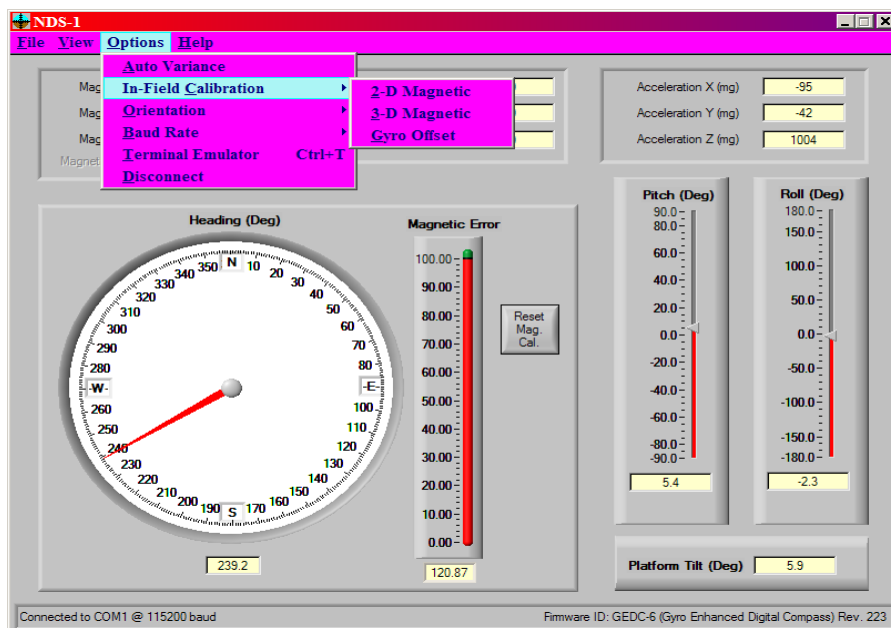 NDS-1
File View Options Help
Auto Variance
In-Field Calibration
Orientation
Baud Rate
Terminal Emulator Ctrl+T
Disconnect
2-D Magnetic
3-D Magnetic
Gyro Offset
Mag
Mag
Mag
Magnet
Acceleration X (mg) -95
Acceleration Y (mg) -42
Acceleration Z (mg) 1004
Heading (Deg)
N
10
20
30
40
50
60
70
80
-E-
100
110
120
130
140
150
160
170
S
190
200
210
220
230
240
250
260
-W-
280
290
300
310
320
330
340
350
239.2
Magnetic Error
100.00
90.00
80.00
70.00
60.00
50.00
40.00
30.00
20.00
10.00
0.00
120.87
Reset
Mag.
Cal.
Pitch (Deg)
90.0
80.0
60.0
40.0
20.0
0.0
-20.0
-40.0
-60.0
-80.0
-90.0
5.4
Roll (Deg)
180.0
150.0
100.0
50.0
0.0
-50.0
-100.0
-150.0
-180.0
-2.3
Platform Tilt (Deg) 5.9
Connected to COM1 @ 115200 baud
Firmware ID: GEDC-6 (Gyro Enhanced Digital Compass) Rev. 223